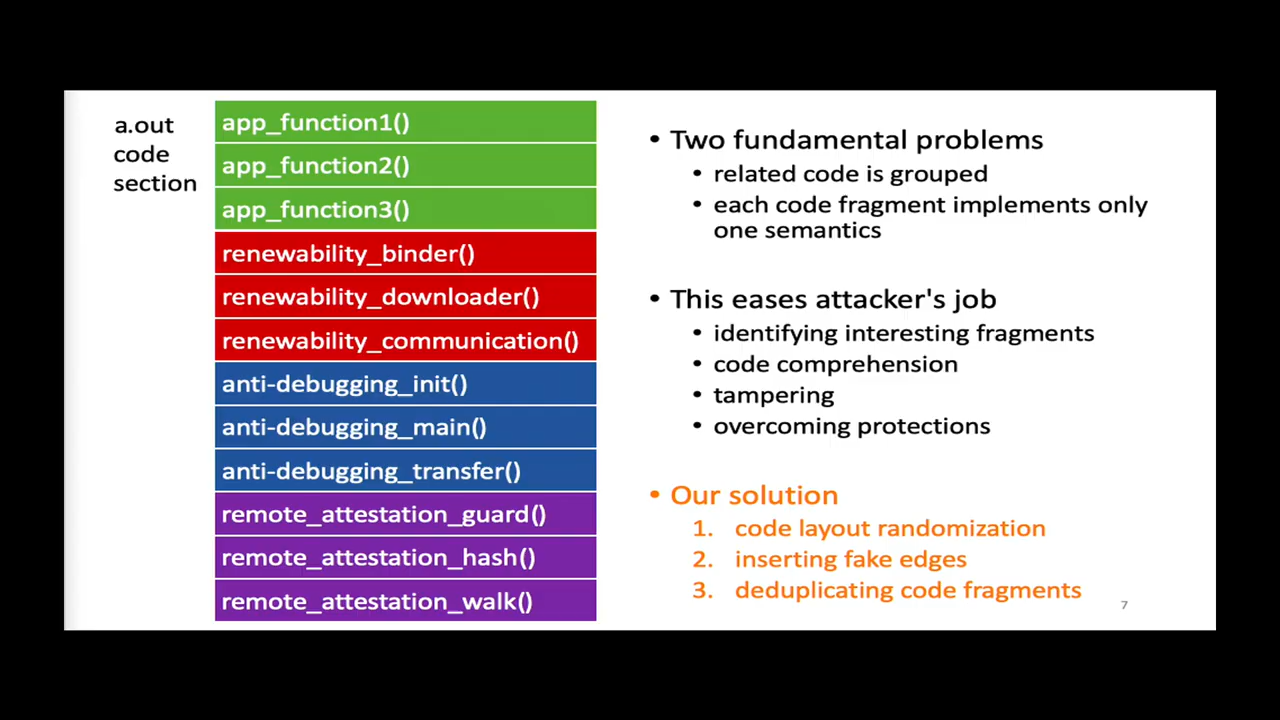 a.out
code
section
app_function1()
app_function2()
app_function3()
renewability_binder()
renewability_downloader()
renewability_communication()
anti-debugging_init()
anti-debugging_main()
anti-debugging_transfer()
remote_attestation_guard()
remote_attestation_hash()
remote_attestation_walk()
• Two fundamental problems
• related code is grouped
• each code fragment implements only
one semantics
• This eases attacker's job
• identifying interesting fragments
• code comprehension
• tampering
• overcoming protections
• Our solution
1. code layout randomization
2. inserting fake edges
3. deduplicating code fragments
7